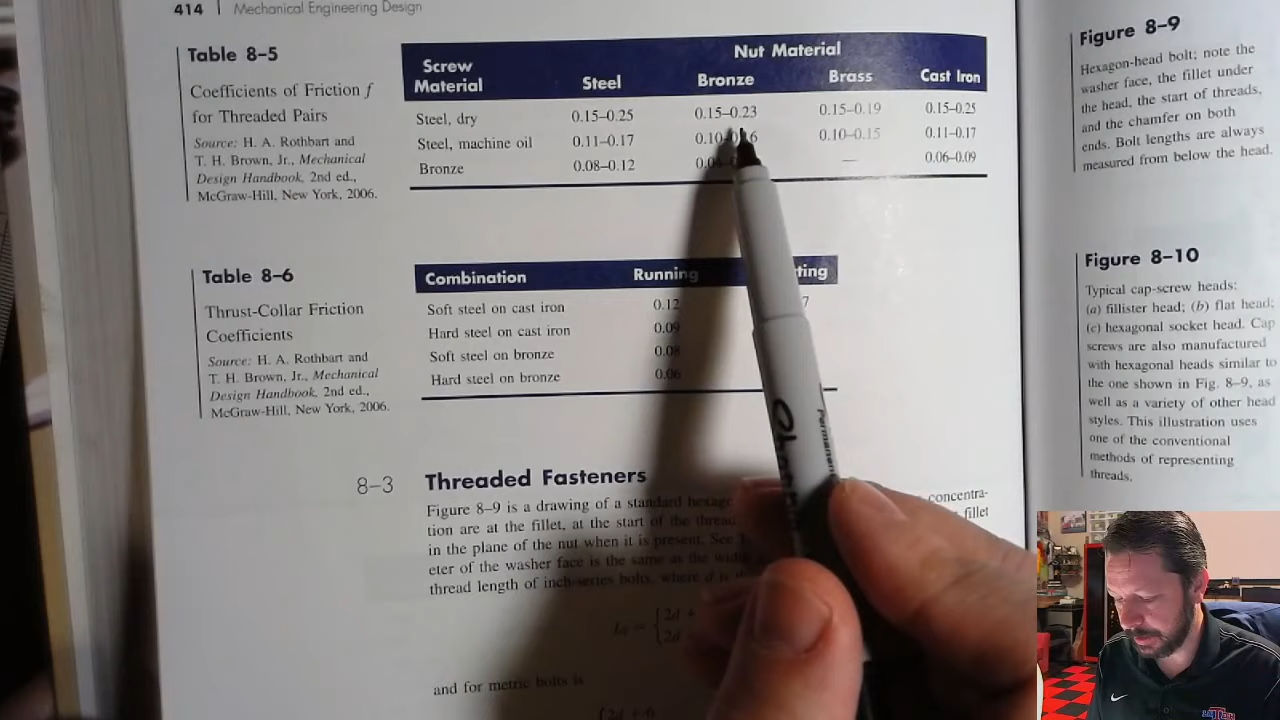 414 | Mechanical Engineering Design
Table 8–5
Coefficients of Friction f
for Threaded Pairs
Source: H. A. Rothbart and
T. H. Brown, Jr., Mechanical
Design Handbook, 2nd ed.,
McGraw-Hill, New York, 2006.
Nut Material
Screw
Material Steel Bronze Brass Cast Iron
Steel, dry 0.15–0.25 0.15–0.23 0.15–0.19 0.15–0.25
Steel, machine oil 0.11–0.17 0.10–0.15 0.11–0.17
Bronze 0.08–0.12 — 0.06–0.09
Table 8–6
Thrust-Collar Friction
Coefficients
Source: H. A. Rothbart and
T. H. Brown, Jr., Mechanical
Design Handbook, 2nd ed.,
McGraw-Hill, New York, 2006.
Combination Running
Soft steel on cast iron 0.12
Hard steel on cast iron 0.09
Soft steel on bronze 0.08
Hard steel on bronze 0.06
8–3 Threaded Fasteners
Figure 8–9 is a drawing of a standard concentra-
tion are at the fillet, at the start of the fillet
in the plane of the nut when it is present. See
eter of the washer face is the same as the
thread length of inch-series bolts, where d is
and for metric bolts is
Figure 8–9
Hexagon-head bolt; note the
washer face, the fillet under
the head, the start of threads,
and the chamfer on both
ends. Bolt lengths are always
measured from below the head.
Figure 8–10
Typical cap-screw heads:
(a) fillister head; (b) flat head;
(c) hexagonal socket head. Cap
screws are also manufactured
with hexagonal heads similar to
the one shown in Fig. 8–9, as
well as a variety of other head
styles. This illustration uses
one of the conventional
methods of representing
threads.
Permanent